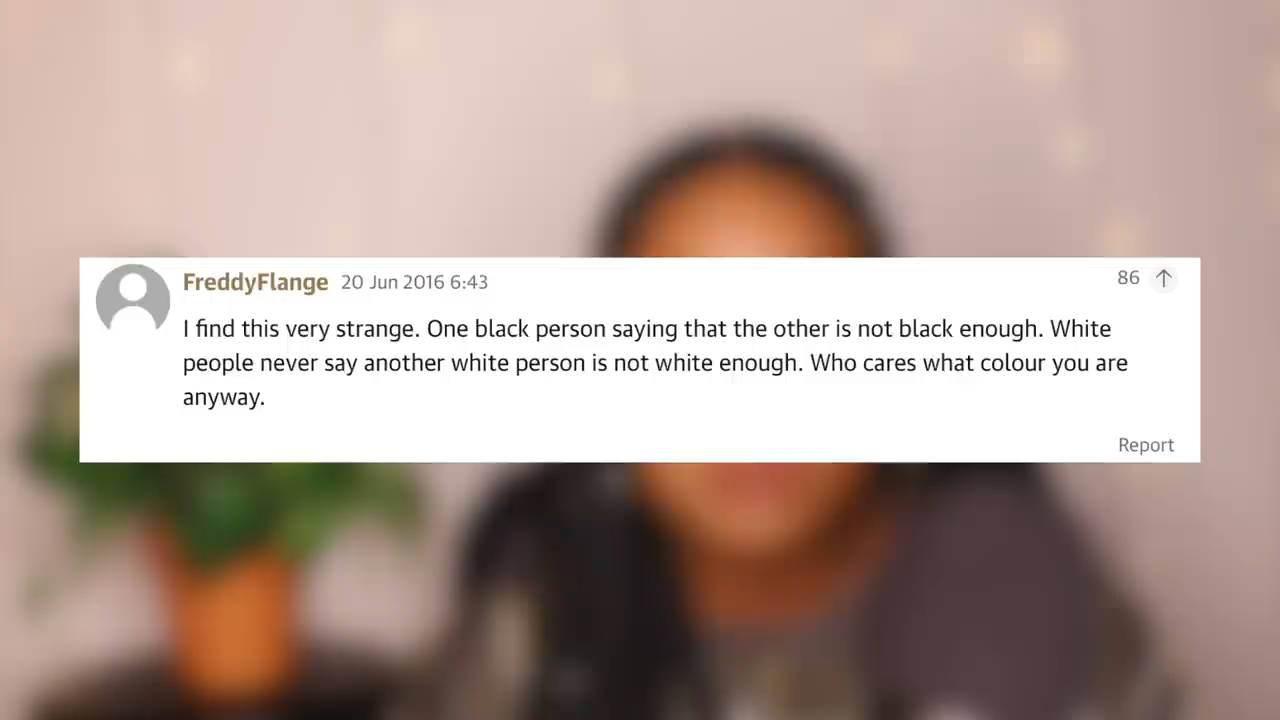 FreddyFlange 20 Jun 2016 6:43
86
I find this very strange. One black person saying that the other is not black enough. White
people never say another white person is not white enough. Who cares what colour you are
anyway.
Report